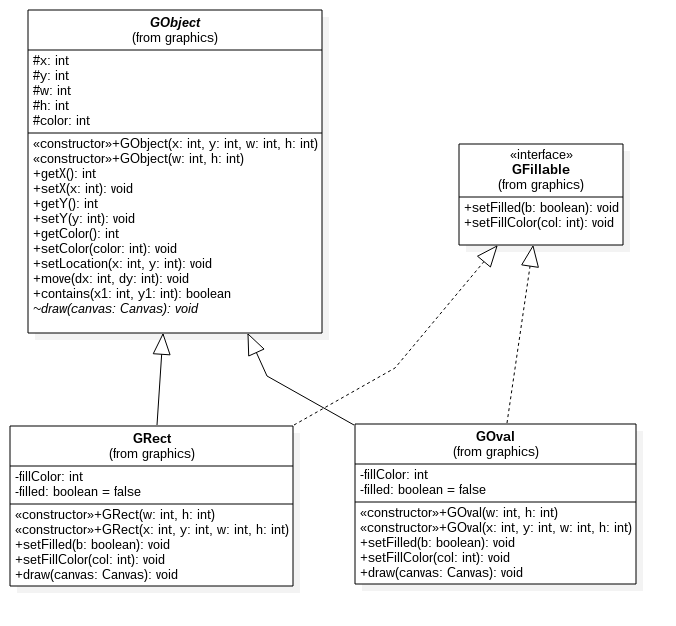 GObject
(from graphics)
#x: int
#y: int
#w: int
#h: int
#color: int
«constructor»+GObject(x: int, y: int, w: int, h: int)
«constructor»+GObject(w: int, h: int)
+getX(): int
+setX(x: int): void
+getY(): int
+setY(y: int): void
+getColor(): int
+setColor(color: int): void
+setLocation(x: int, y: int): void
+move(dx: int, dy: int): void
+contains(x1: int, y1: int): boolean
~draw(canvas: Canvas): void
«interface»
GFillable
(from graphics)
+setFilled(b: boolean): void
+setFillColor(col: int): void
GRect
(from graphics)
-fillColor: int
-filled: boolean = false
«constructor»+GRect(w: int, h: int)
«constructor»+GRect(x: int, y: int, w: int, h: int)
+setFilled(b: boolean): void
+setFillColor(col: int): void
+draw(canvas: Canvas): void
GOval
(from graphics)
-fillColor: int
-filled: boolean = false
«constructor»+GOval(w: int, h: int)
«constructor»+GOval(x: int, y: int, w: int, h: int)
+setFilled(b: boolean): void
+setFillColor(col: int): void
+draw(canvas: Canvas): void